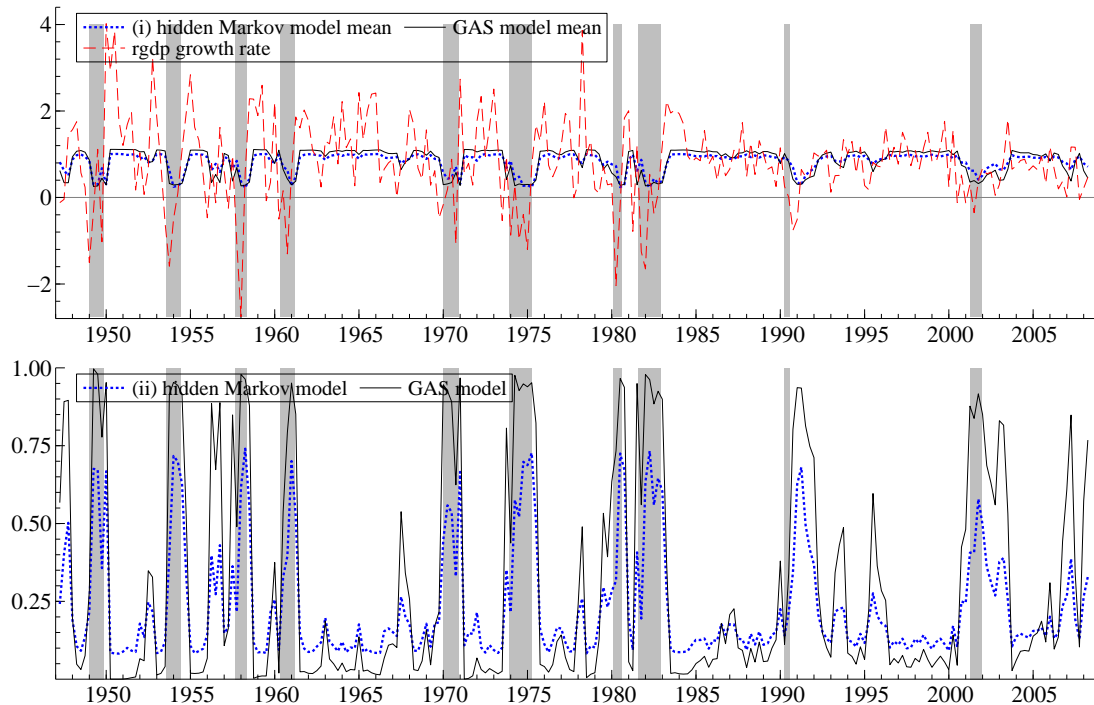 (i) hidden Markov model mean GAS model mean
rgdp growth rate
4
2
0
−2
1950 1955 1960 1965 1970 1975 1980 1985 1990 1995 2000 2005
(ii) hidden Markov model GAS model
1.00
0.75
0.50
0.25
1950 1955 1960 1965 1970 1975 1980 1985 1990 1995 2000 2005